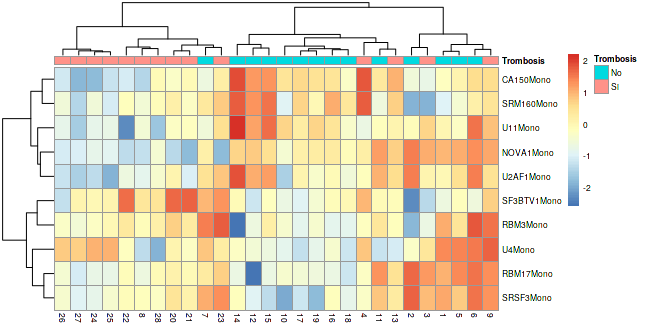 Trombosis
CA150Mono
SRM160Mono
U11Mono
NOVA1Mono
U2AF1Mono
SF3BTV1Mono
RBM3Mono
U4Mono
RBM17Mono
SRSF3Mono
26 27 24 25 22 8 28 20 21 7 23 14 12 15 10 17 19 16 18 4 11 13 2 3 1 5 6 9
2
1
0
-1
-2
Trombosis
No
SI